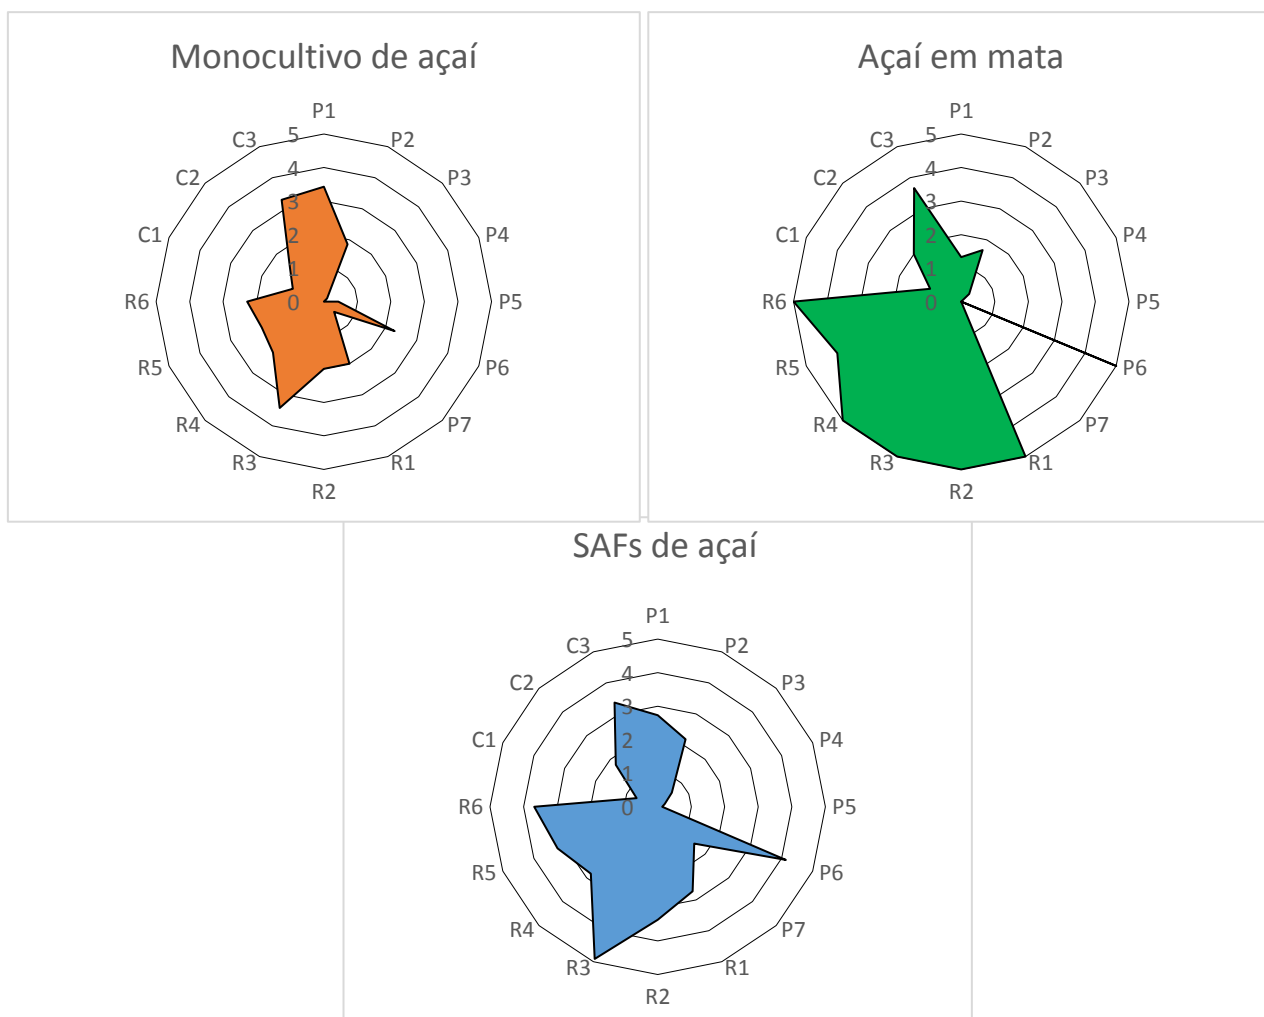 Monocultivo de açaí
P1
P2
P3
P4
P5
P6
P7
R1
R2
R3
R4
R5
R6
C1
C2
C3
5
4
3
2
1
0
Açaí em mata
P1
P2
P3
P4
P5
P6
P7
R1
R2
R3
R4
R5
R6
C1
C2
C3
5
4
3
2
1
0
SAFs de açaí
P1
P2
P3
P4
P5
P6
P7
R1
R2
R3
R4
R5
R6
C1
C2
C3
5
4
3
2
1
0